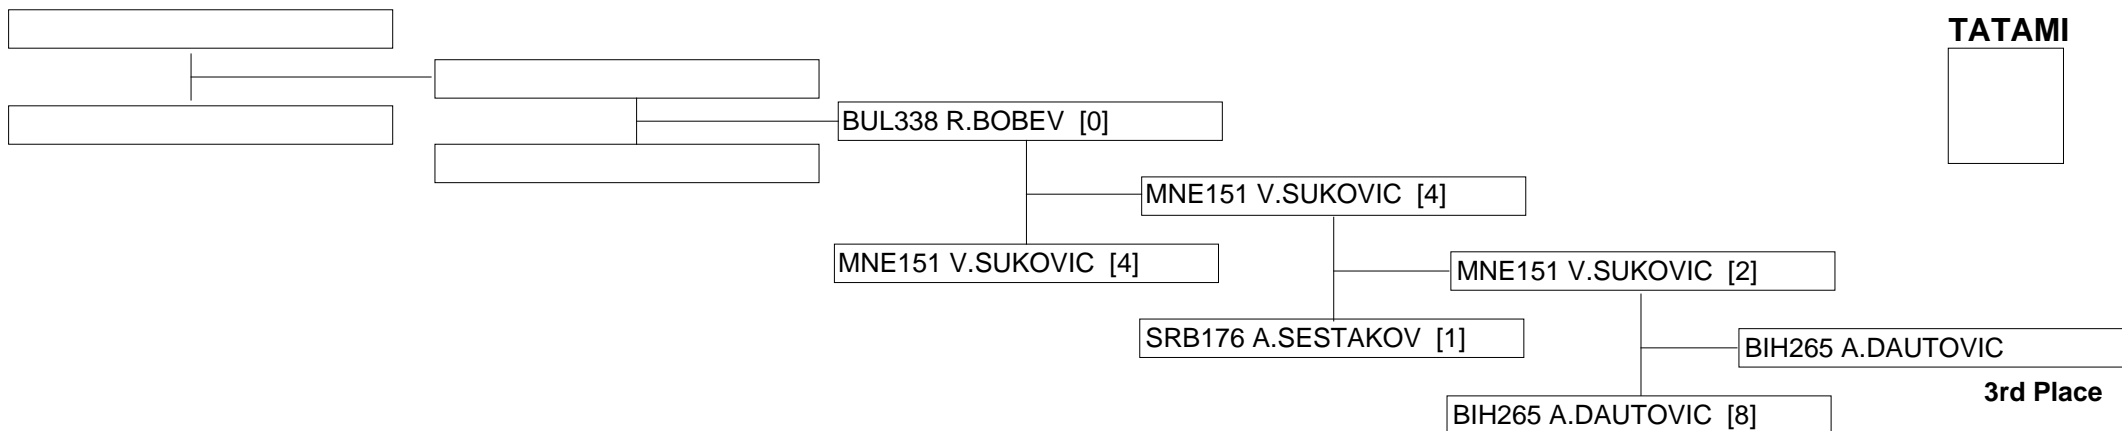 TATAMI
BUL338 R.BOBEV [0]
MNE151 V.SUKOVIC [4]
MNE151 V.SUKOVIC [4]
MNE151 V.SUKOVIC [2]
SRB176 A.SESTAKOV [1]
BIH265 A.DAUTOVIC
3rd Place
BIH265 A.DAUTOVIC [8]